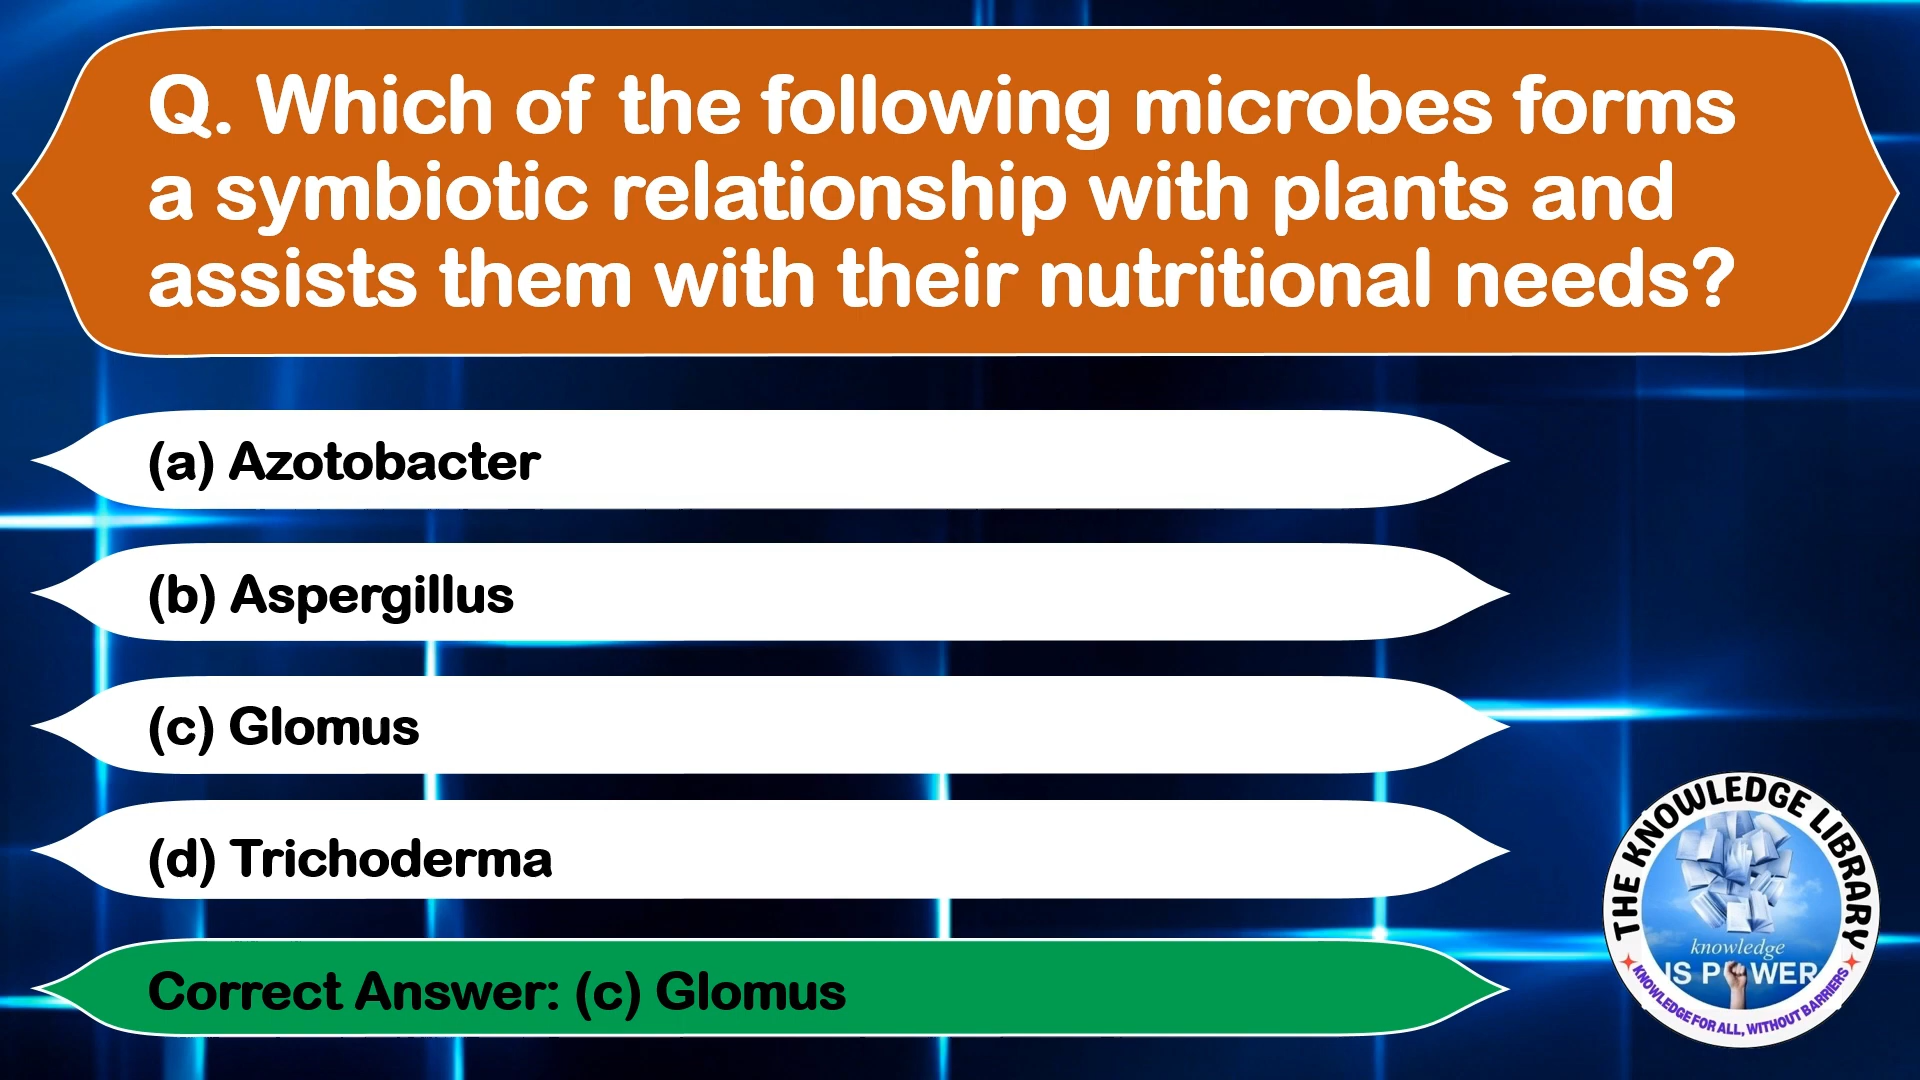 Q. Which of the following microbes forms
a symbiotic relationship with plants and
assists them with their nutritional needs?
(a) Azotobacter
(b) Aspergillus
(c) Glomus
(d) Trichoderma
Correct Answer: (c) Glomus
THE KNOWLEDGE LIBRARY
knowledge
IS POWER
KNOWLEDGE FOR ALL, WITHOUT BARRIERS